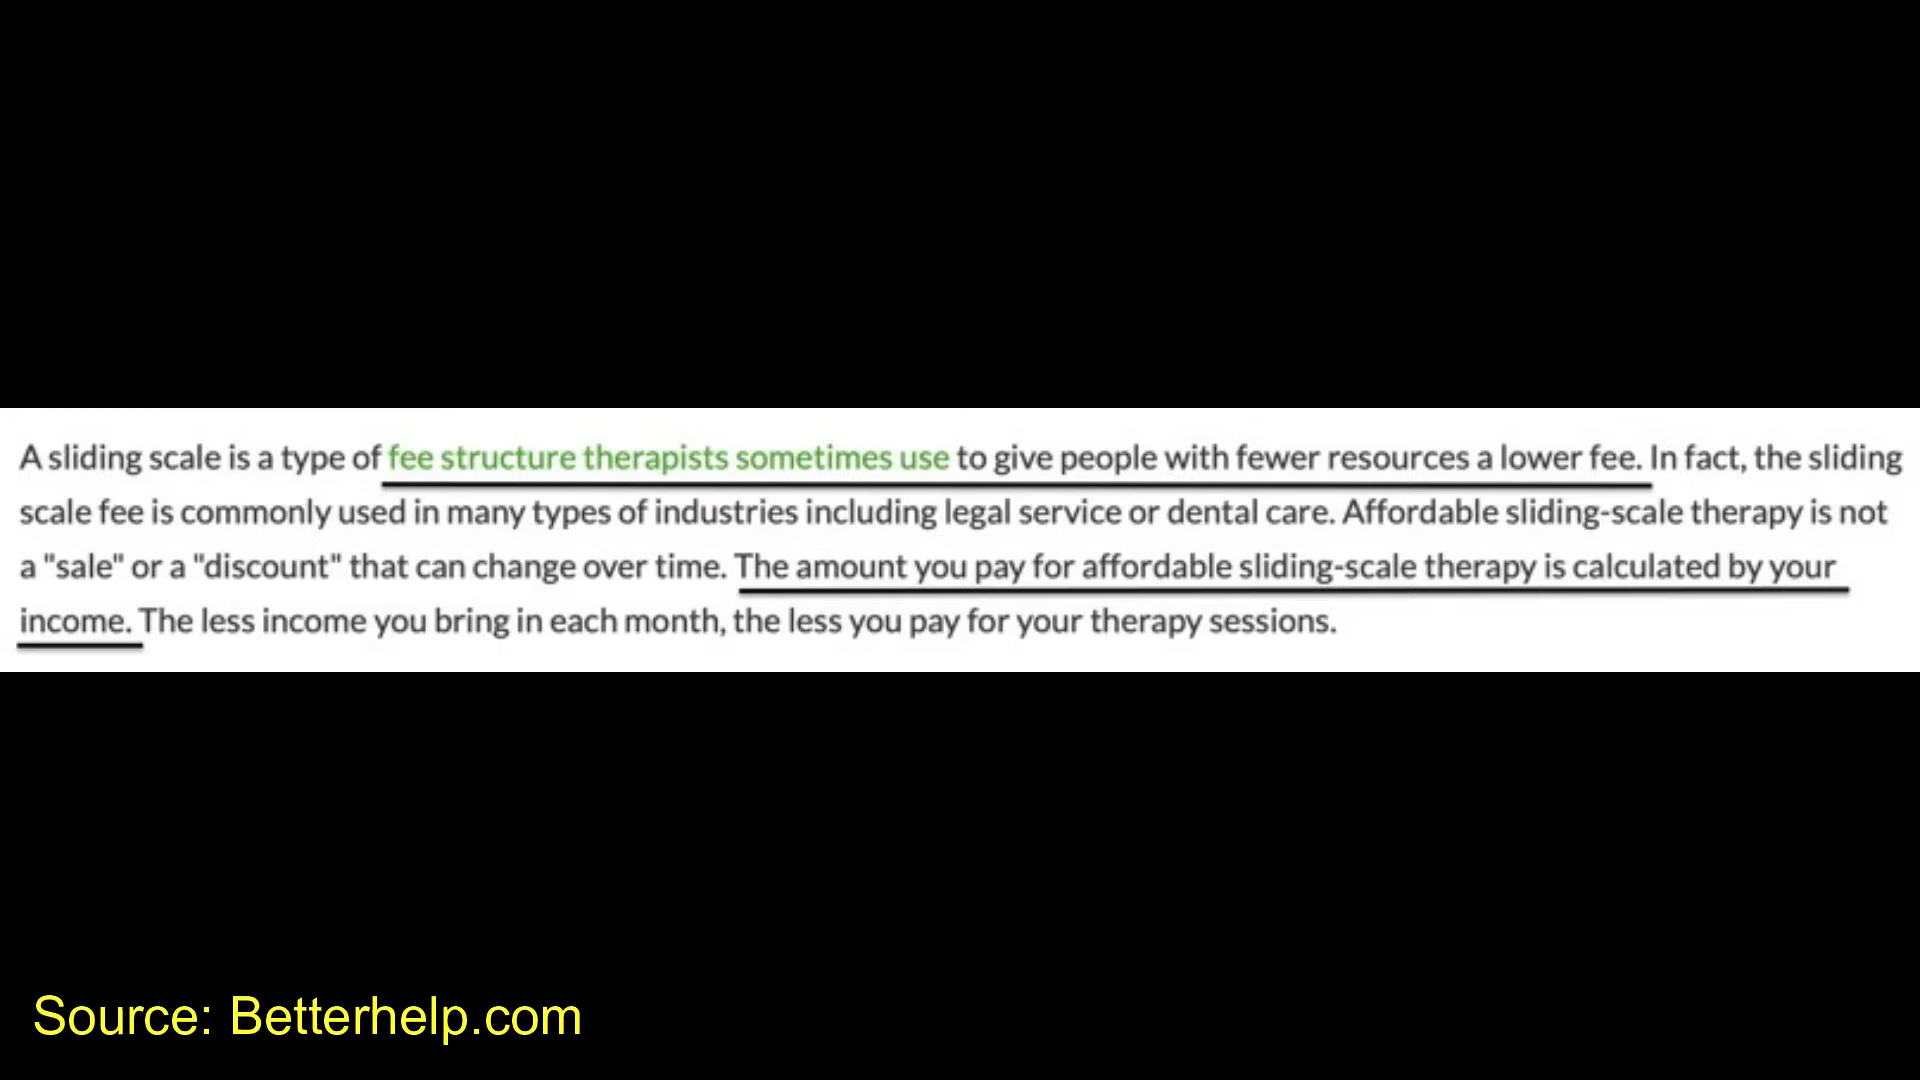 A sliding scale is a type of fee structure therapists sometimes use to give people with fewer resources a lower fee. In fact, the sliding
scale fee is commonly used in many types of industries including legal service or dental care. Affordable sliding-scale therapy is not
a "sale" or a "discount" that can change over time. The amount you pay for affordable sliding-scale therapy is calculated by your
income. The less income you bring in each month, the less you pay for your therapy sessions.
Source: Betterhelp.com